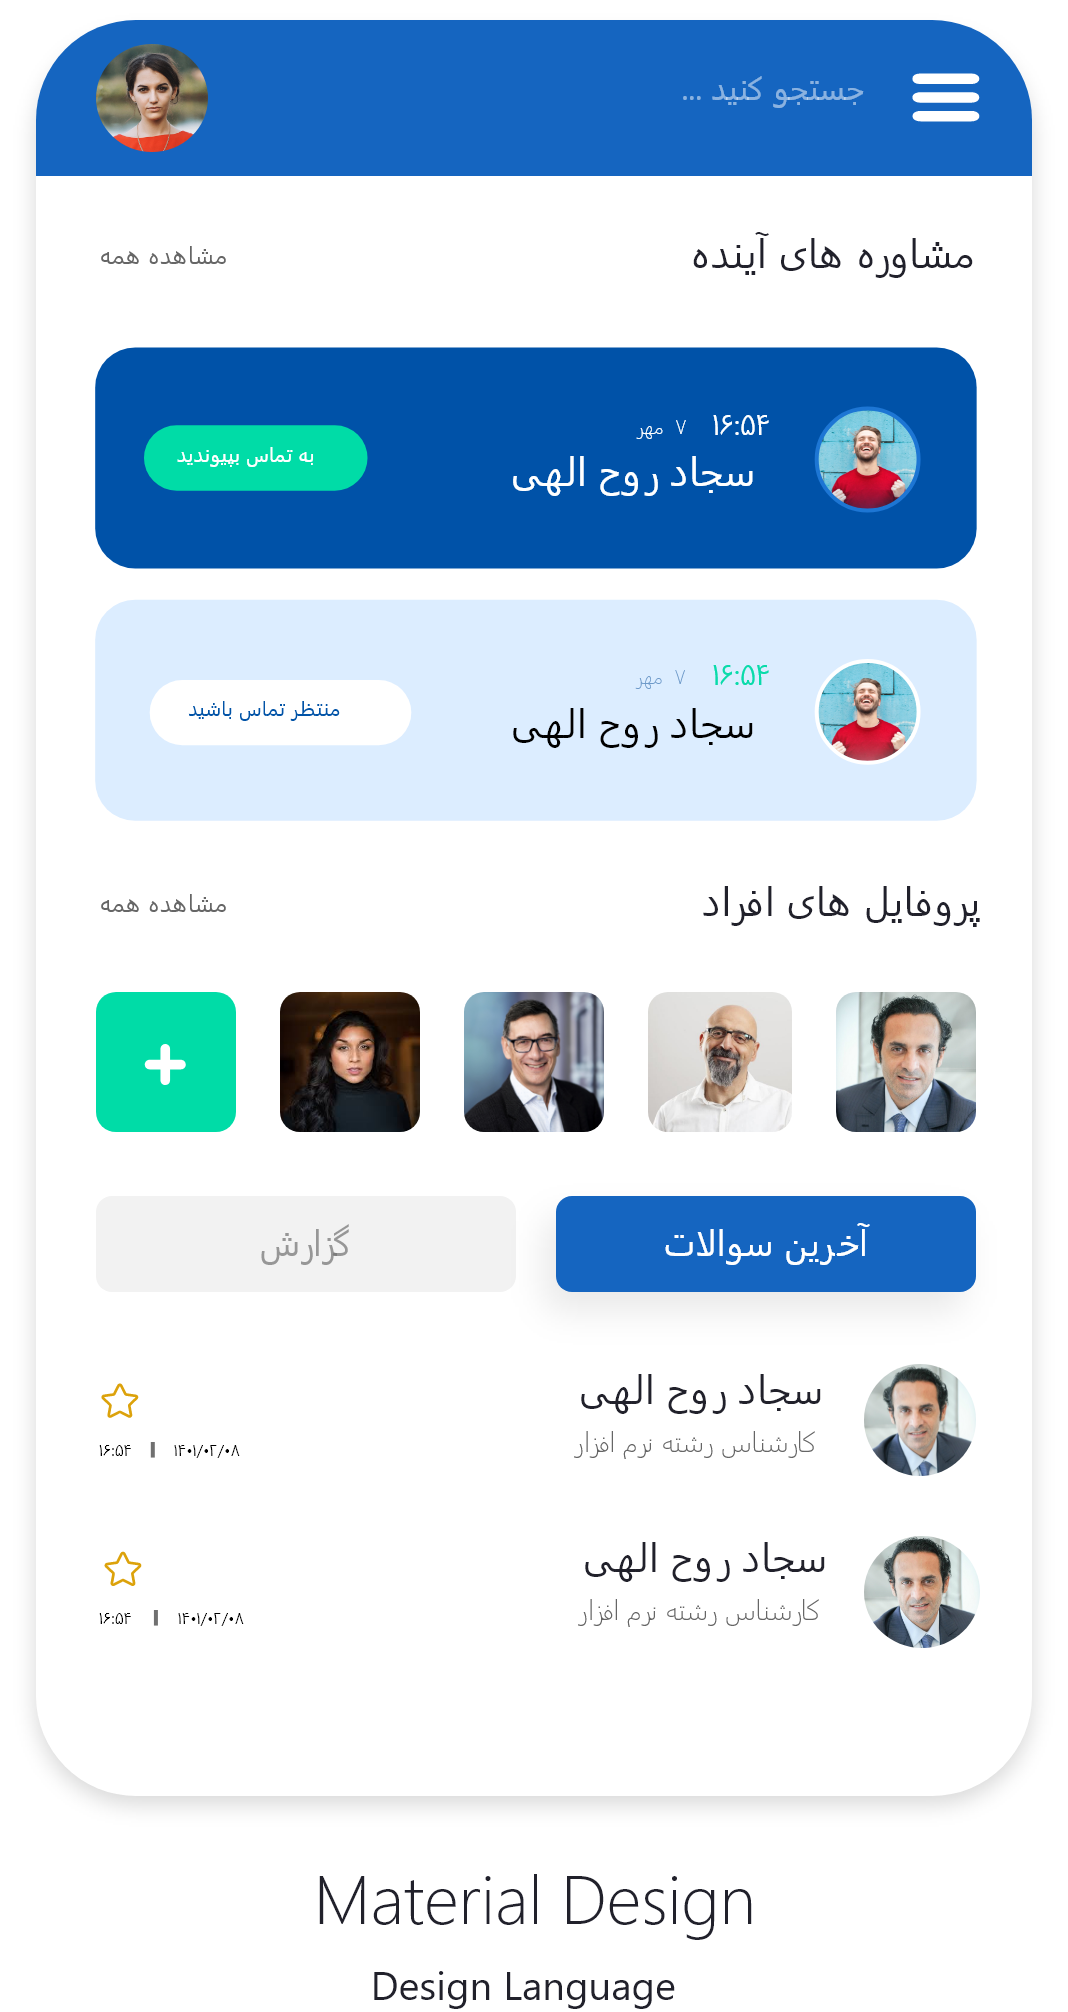 جستجو کنید ...
مشاوره های آینده
مشاهده همه
۱۶:۵۴ ۷ مهر
سجاد روح الهی
به تماس بپیوندید
۱۶:۵۴ ۷ مهر
سجاد روح الهی
منتظر تماس باشید
پروفایل های افراد
مشاهده همه
آخرین سوالات
گزارش
سجاد روح الهی
کارشناس رشته نرم افزار
۱۴۰۱/۰۲/۰۸ | ۱۶:۵۴
سجاد روح الهی
کارشناس رشته نرم افزار
۱۴۰۱/۰۲/۰۸ | ۱۶:۵۴
Material Design
Design Language